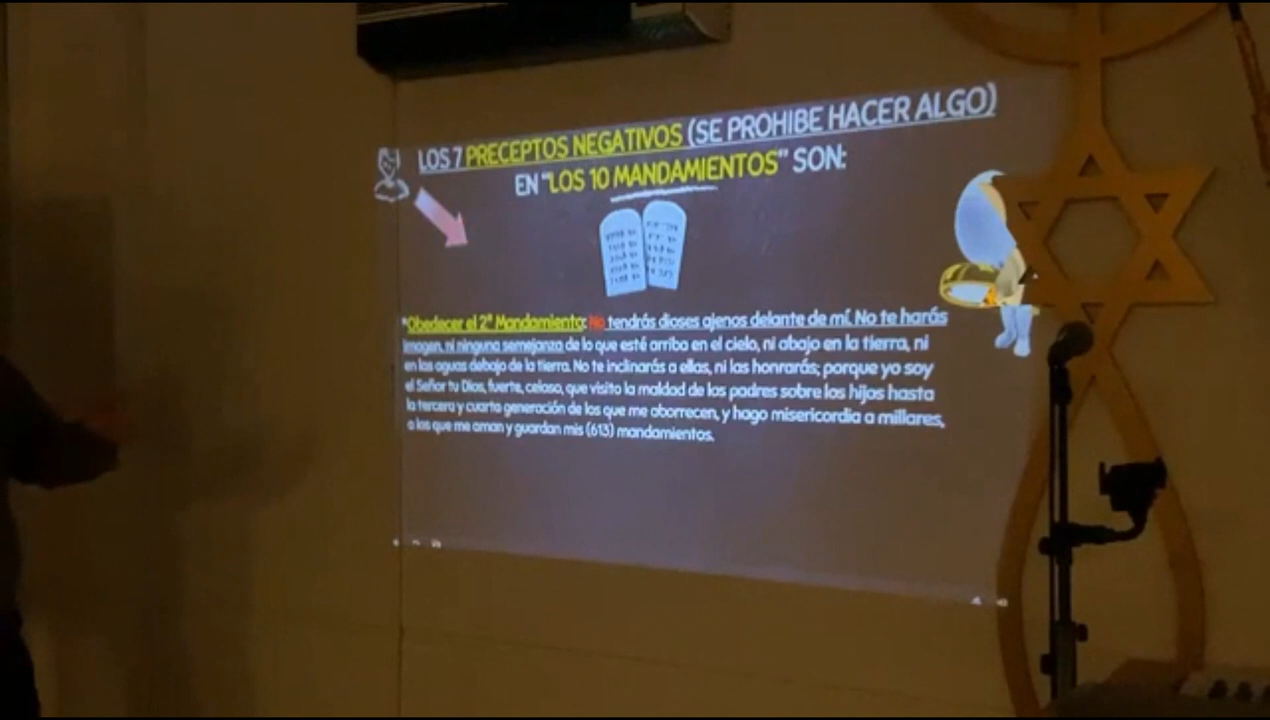 LOS 7 PRECEPTOS NEGATIVOS (SE PROHIBE HACER ALGO)
EN "LOS 10 MANDAMIENTOS" SON:
*Obedecer el 2° Mandamiento: No tendrás dioses ajenos delante de mí. No te harás
imagen, ni ninguna semejanza de lo que esté arriba en el cielo, ni abajo en la tierra, ni
en las aguas debajo de la tierra. No te inclinarás a ellas, ni las honrarás; porque yo soy
el Señor tu Dios, fuerte, celoso, que visito la maldad de los padres sobre los hijos hasta
la tercera y cuarta generación de los que me aborrecen, y hago misericordia a millares,
a los que me aman y guardan mis (613) mandamientos.